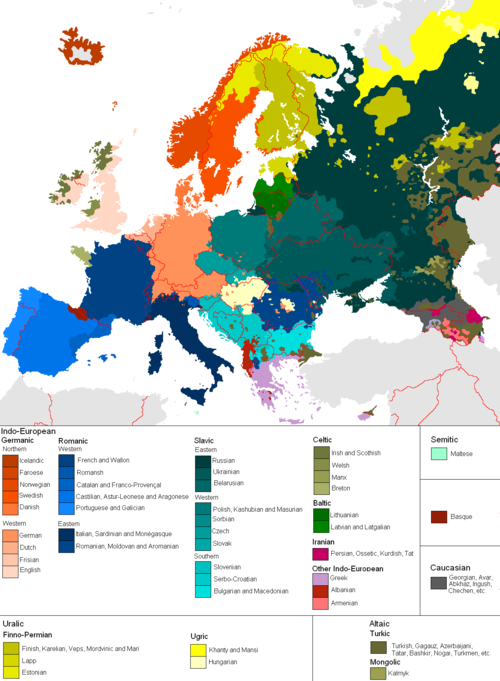 Indo-European
Germanic
Northern
Icelandic
Faroese
Norwegian
Swedish
Danish
Western
German
Dutch
Frisian
English
Romanic
Western
French and Wallon
Romansh
Catalan and Franco-Provençal
Castilian, Astur-Leonese and Aragonese
Portuguese and Galician
Eastern
Italian, Sardinian and Monégasque
Romanian, Moldovan and Aromanian
Slavic
Eastern
Russian
Ukrainian
Belarusian
Western
Polish, Kashubian and Masurian
Sorbian
Czech
Slovak
Southern
Slovenian
Serbo-Croatian
Bulgarian and Macedonian
Celtic
Irish and Scothish
Welsh
Manx
Breton
Baltic
Lithuanian
Latvian and Latgalian
Iranian
Persian, Ossetic, Kurdish, Tat
Other Indo-European
Greek
Albanian
Armenian
Semitic
Maltese
Basque
Caucasian
Georgian, Avar,
Abkhaz, Ingush,
Chechen, etc.
Uralic
Finno-Permian
Finish, Karelian, Veps, Mordvinic and Mari
Lapp
Estonian
Ugric
Khanty and Mansi
Hungarian
Altaic
Turkic
Turkish, Gagauz, Azerbaijani,
Tatar, Bashkir, Nogar, Turkmen, etc.
Mongolic
Kalmyk